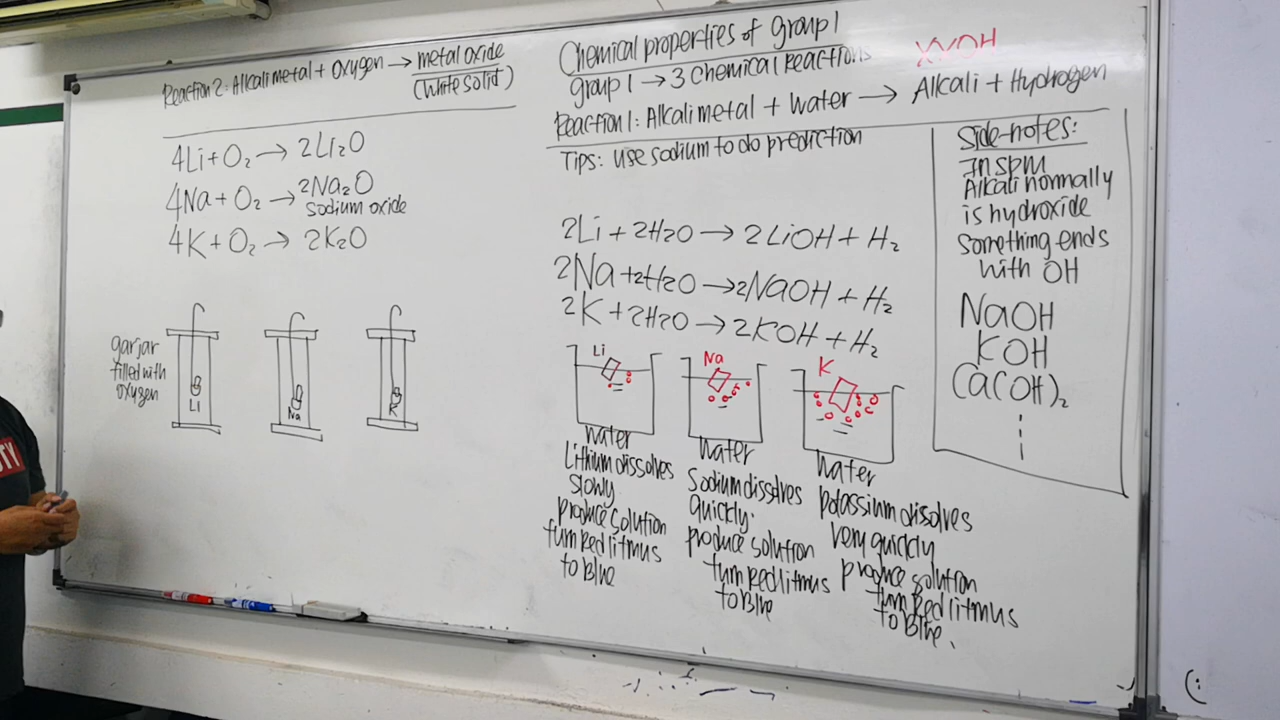 Reaction 2: Alkali metal + Oxygen → metal oxide
(white solid)
4Li + O₂ → 2Li₂O
4Na + O₂ → 2Na₂O
sodium oxide
4K + O₂ → 2K₂O
garjar
filled with
oxygen
Li
Na
K
Chemical properties of Group 1
group 1 → 3 Chemical Reactions
XXOH
Reaction 1: Alkali metal + Water → Alkali + Hydrogen
Tips: use sodium to do prediction
2Li + 2H2O → 2LiOH + H₂
2Na + 2H2O → 2NaOH + H₂
2K + 2H2O → 2KOH + H₂
Li
Na
K
Water
Lithium dissolves
slowly
produce solution
turn Red litmus
to Blue
Water
Sodium dissolves
quickly.
produce solution
turn Red litmus
to Blue
Water
potassium dissolves
very quickly
produce solution
turn Red litmus
to Blue.
Side-notes:
In SPM
Alkali normally
is hydroxide
something ends
with OH
NaOH
KOH
Ca(OH)₂
(:
TY